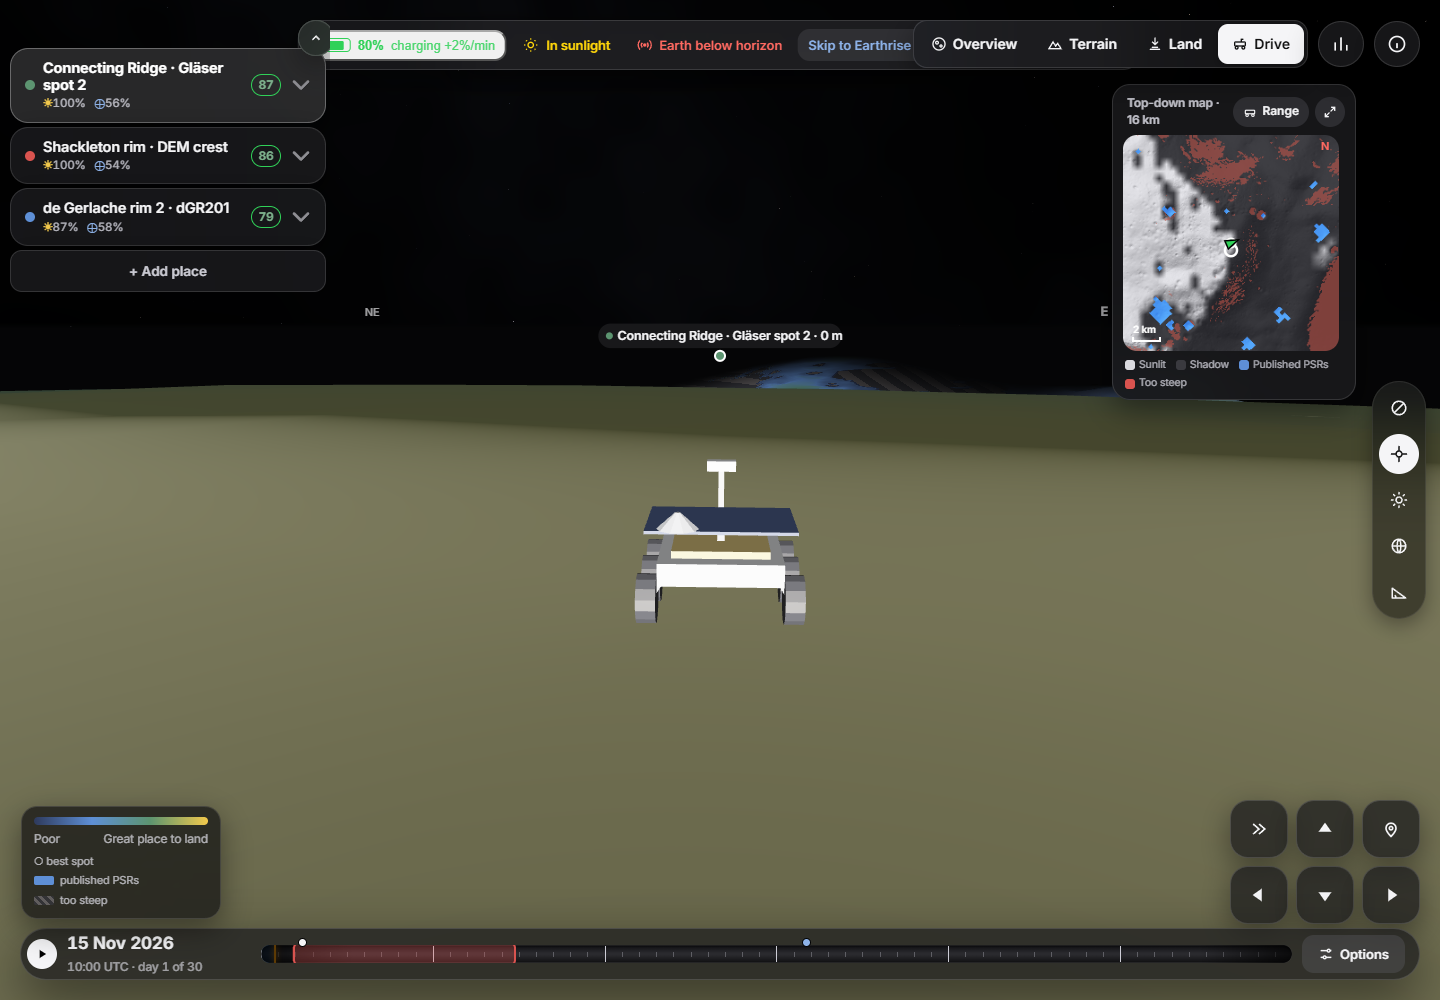 Connecting Ridge · Gläser
spot 2
100% 56%
87
Shackleton rim · DEM crest
100% 54%
86
de Gerlache rim 2 · dGR201
87% 58%
79
+ Add place
80% charging +2%/min
In sunlight
Earth below horizon
Skip to Earthrise
Overview
Terrain
Land
Drive
Top-down map ·
16 km
Range
N
2 km
Sunlit Shadow Published PSRs
Too steep
NE
E
Connecting Ridge · Gläser spot 2 · 0 m
Poor Great place to land
best spot
published PSRs
too steep
15 Nov 2026
10:00 UTC · day 1 of 30
Options